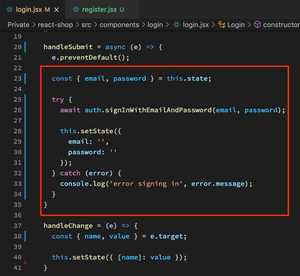 login.jsx M
register.jsx U
Private > react-shop > src > components > login > login.jsx > Login > constructor
19
20 handleSubmit = async (e) => {
21 e.preventDefault();
22
23 const { email, password } = this.state;
24
25 try {
26 await auth.signInWithEmailAndPassword(email, password);
27
28 this.setState({
29 email: '',
30 password: ''
31 });
32 } catch (error) {
33 console.log('error signing in', error.message);
34 }
35 }
36
37 handleChange = (e) => {
38 const { name, value } = e.target;
39
40 this.setState({ [name]: value });
41 }